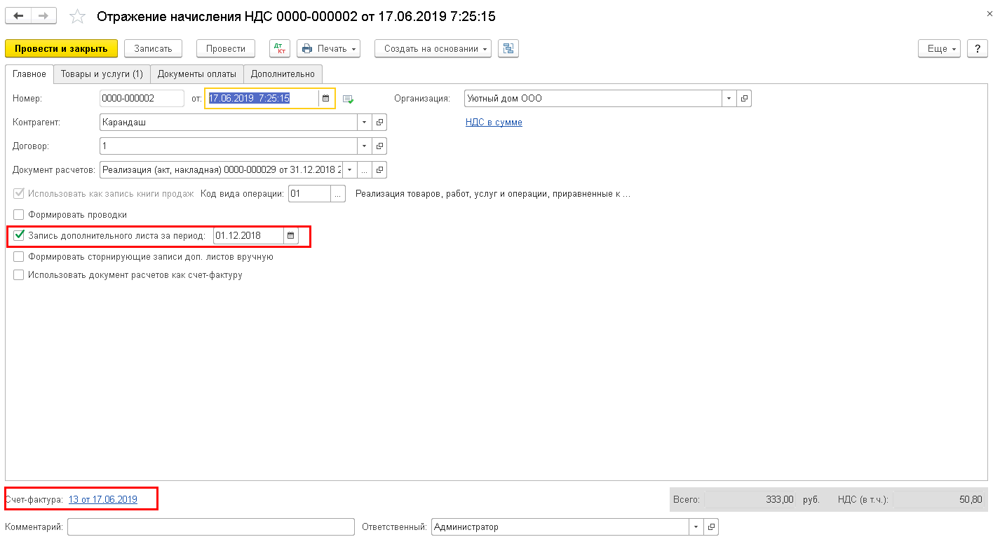 Отражение начисления НДС 0000-000002 от 17.06.2019 7:25:15
Провести и закрыть Записать Провести Дт Кт Печать Создать на основании Еще ?
Главное Товары и услуги (1) Документы оплаты Дополнительно
Номер: 0000-000002 от: 17.06.2019 7:25:15 Организация: Уютный дом ООО
Контрагент: Карандаш НДС в сумме
Договор: 1
Документ расчетов: Реализация (акт, накладная) 0000-000029 от 31.12.2018 2 ...
Использовать как запись книги продаж Код вида операции: 01 ... Реализация товаров, работ, услуг и операции, приравненные к ...
Формировать проводки
Запись дополнительного листа за период: 01.12.2018
Формировать сторнирующие записи доп. листов вручную
Использовать документ расчетов как счет-фактуру
Счет-фактура: 13 от 17.06.2019 Всего: 333,00 руб. НДС (в т.ч.): 50,80
Комментарий: Ответственный: Администратор